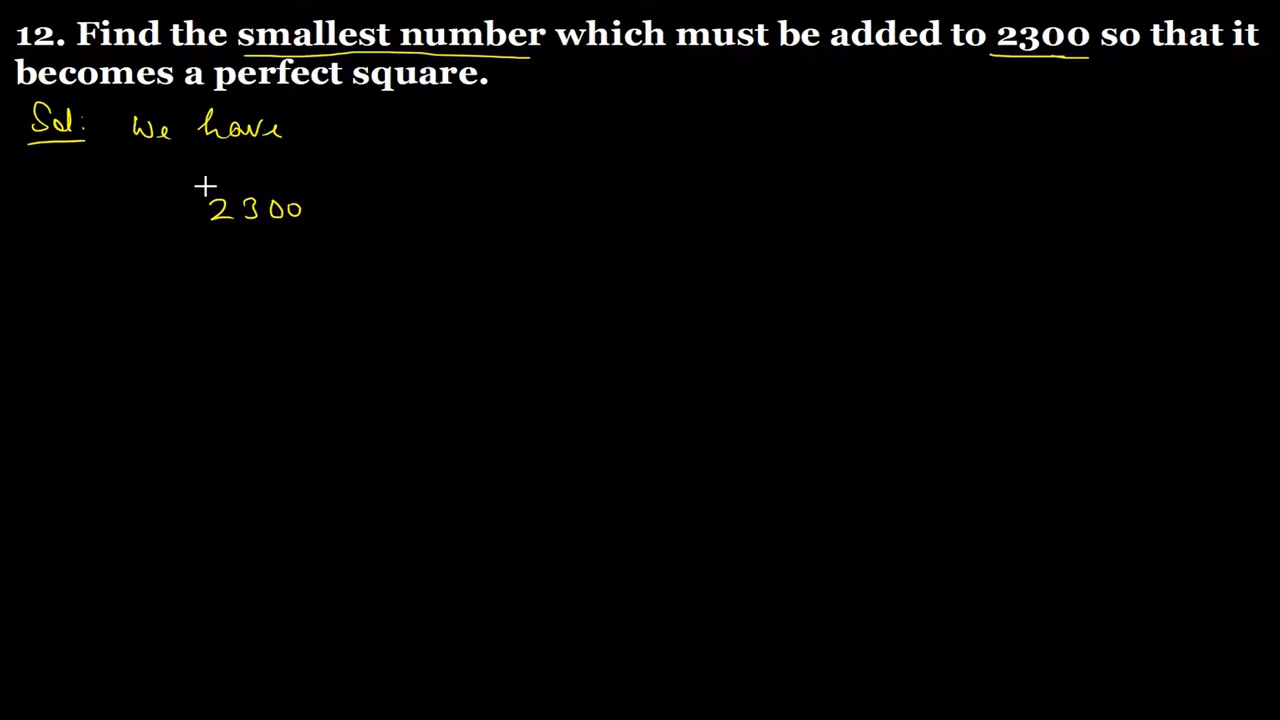 12. Find the smallest number which must be added to 2300 so that it
becomes a perfect square.
Sol: We have
2300